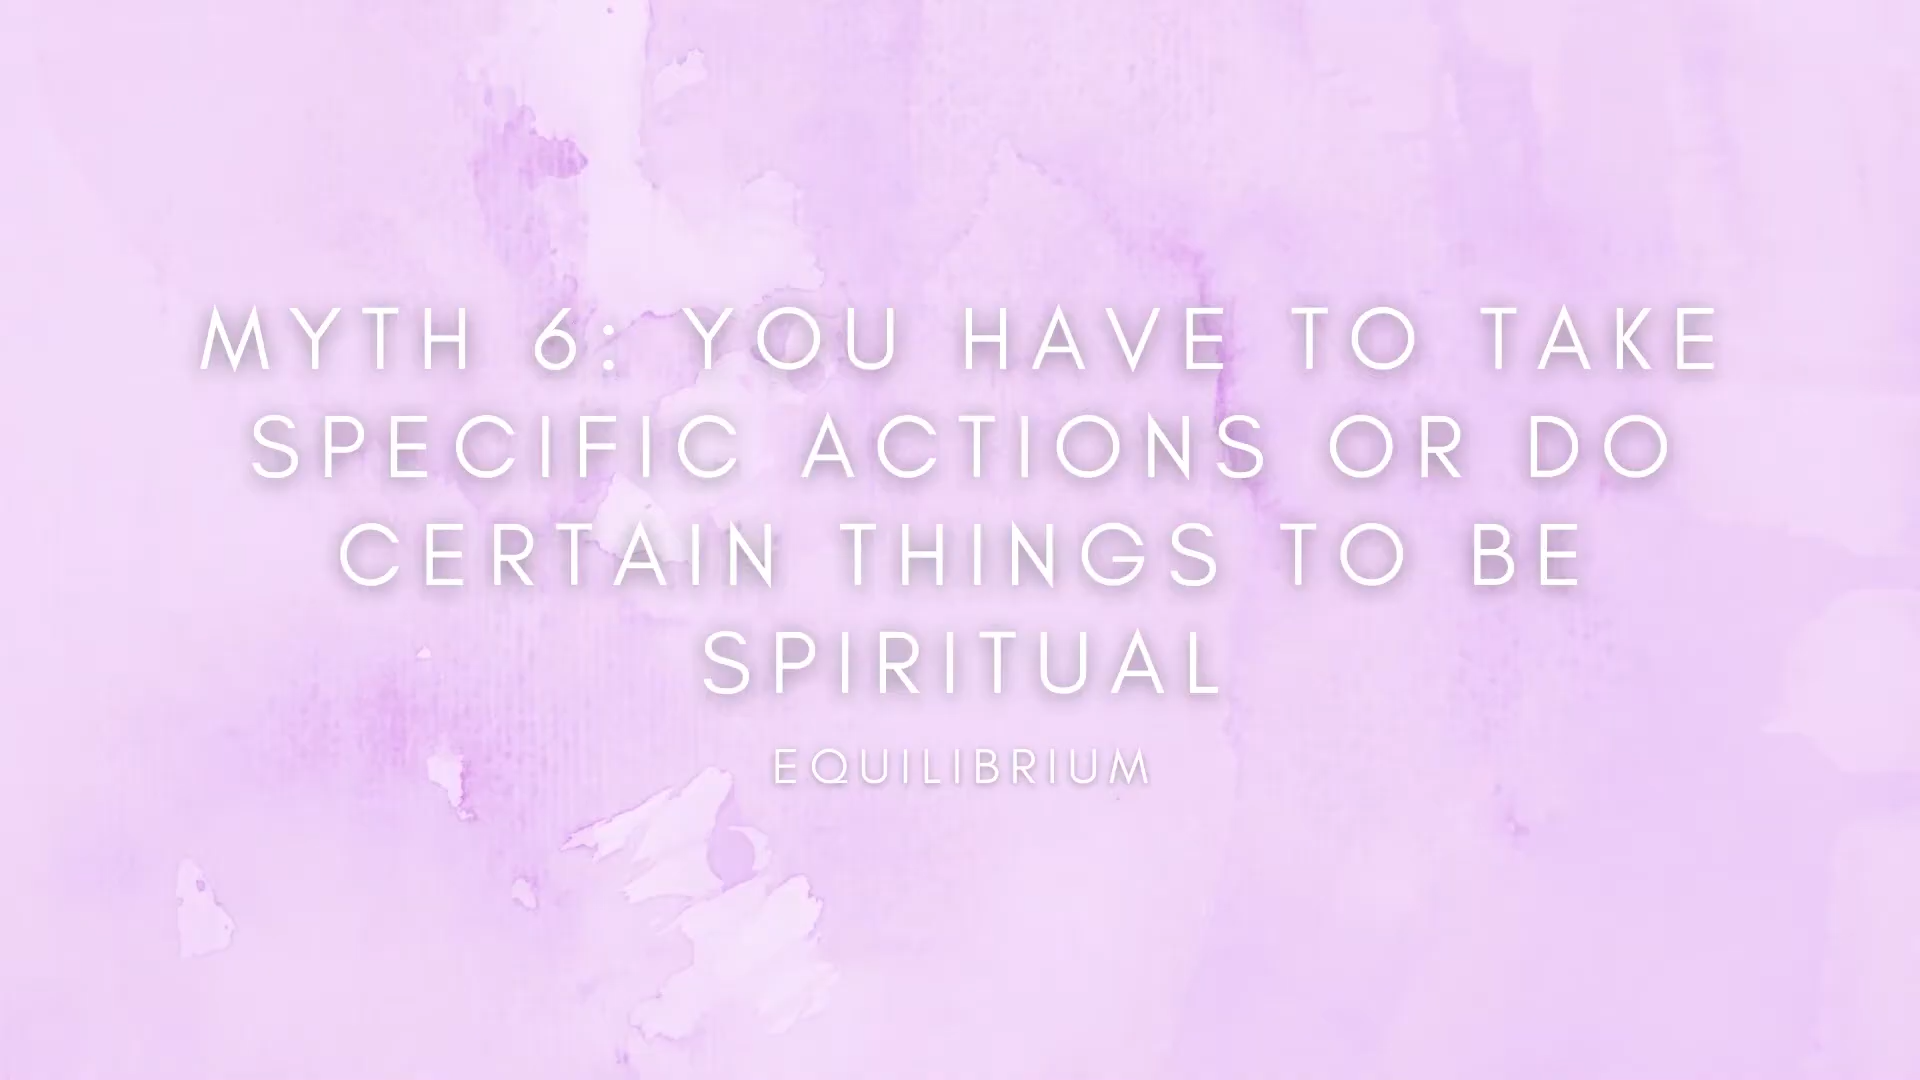 MYTH 6: YOU HAVE TO TAKE
SPECIFIC ACTIONS OR DO
CERTAIN THINGS TO BE
SPIRITUAL
EQUILIBRIUM